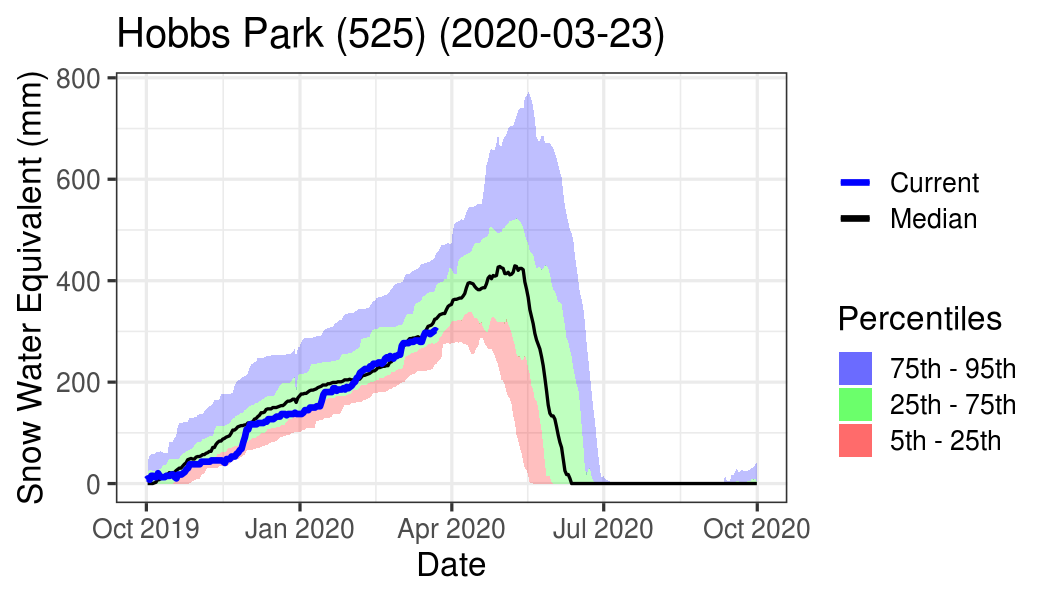 Hobbs Park (525) (2020-03-23)
Snow Water Equivalent (mm)
800
600
400
200
0
Oct 2019
Jan 2020
Apr 2020
Jul 2020
Oct 2020
Date
Current
Median
Percentiles
75th - 95th
25th - 75th
5th - 25th